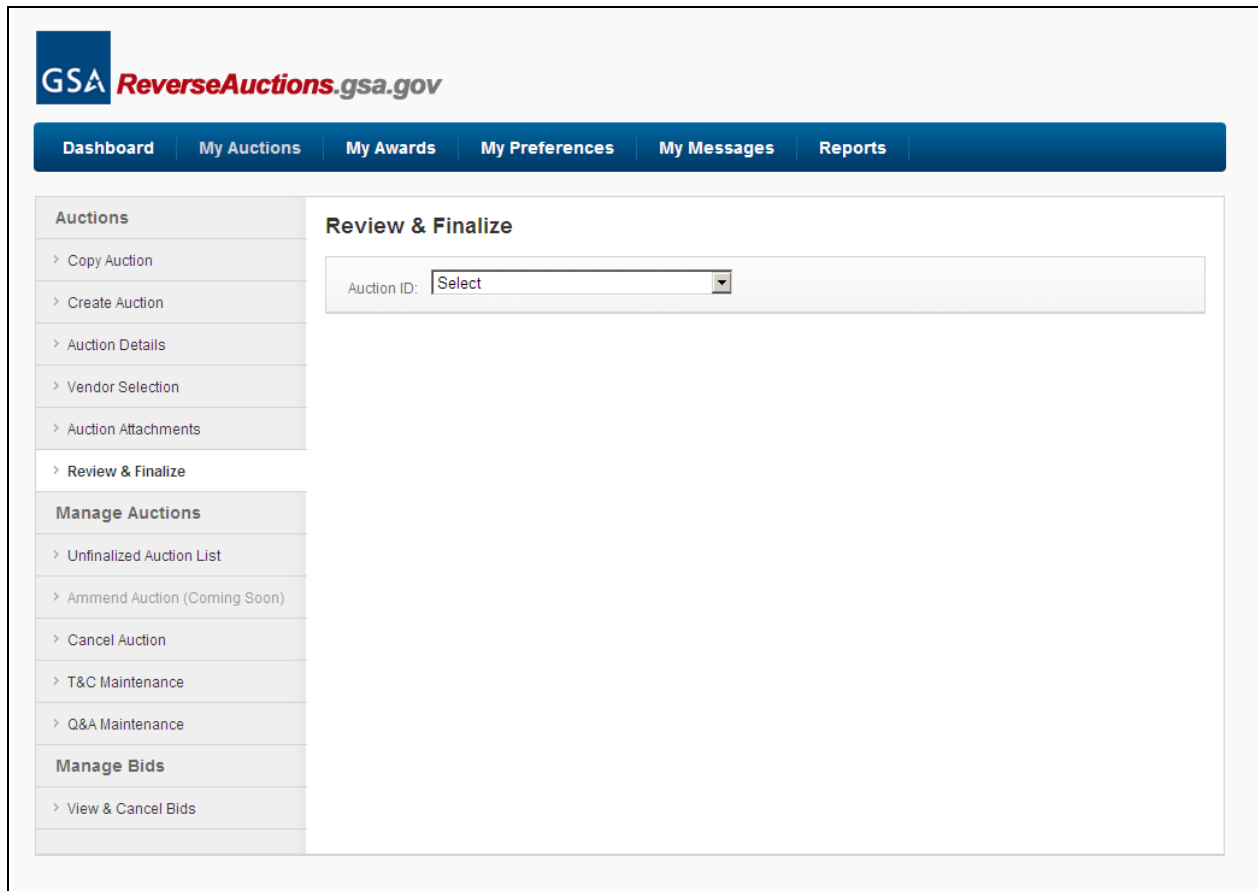 GSA ReverseAuctions.gsa.gov
Dashboard My Auctions My Awards My Preferences My Messages Reports
Auctions
> Copy Auction
> Create Auction
> Auction Details
> Vendor Selection
> Auction Attachments
> Review & Finalize
Manage Auctions
> Unfinalized Auction List
> Ammend Auction (Coming Soon)
> Cancel Auction
> T&C Maintenance
> Q&A Maintenance
Manage Bids
> View & Cancel Bids
Review & Finalize
Auction ID: Select